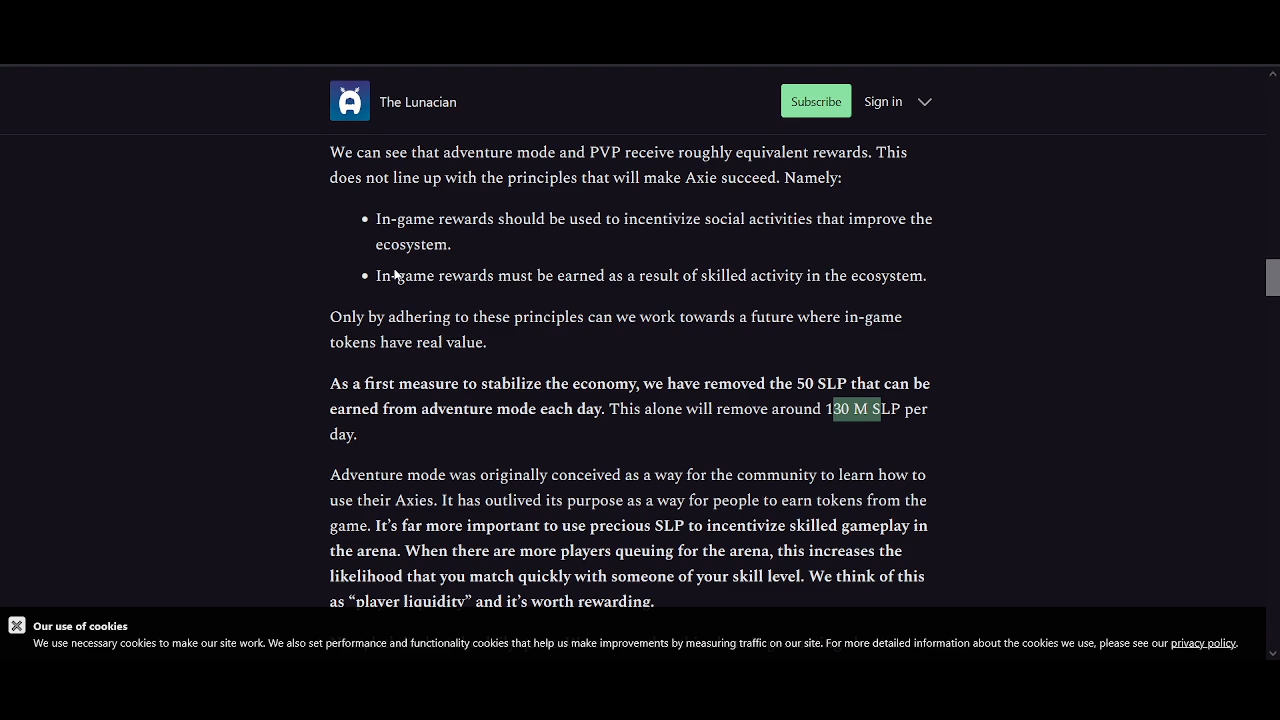 The Lunacian
Subscribe
Sign in
We can see that adventure mode and PVP receive roughly equivalent rewards. This
does not line up with the principles that will make Axie succeed. Namely:
• In-game rewards should be used to incentivize social activities that improve the
ecosystem.
• In-game rewards must be earned as a result of skilled activity in the ecosystem.
Only by adhering to these principles can we work towards a future where in-game
tokens have real value.
As a first measure to stabilize the economy, we have removed the 50 SLP that can be
earned from adventure mode each day. This alone will remove around 130 M SLP per
day.
Adventure mode was originally conceived as a way for the community to learn how to
use their Axies. It has outlived its purpose as a way for people to earn tokens from the
game. It’s far more important to use precious SLP to incentivize skilled gameplay in
the arena. When there are more players queuing for the arena, this increases the
likelihood that you match quickly with someone of your skill level. We think of this
as “player liquidity” and it’s worth rewarding.
Our use of cookies
We use necessary cookies to make our site work. We also set performance and functionality cookies that help us make improvements by measuring traffic on our site. For more detailed information about the cookies we use, please see our privacy policy.